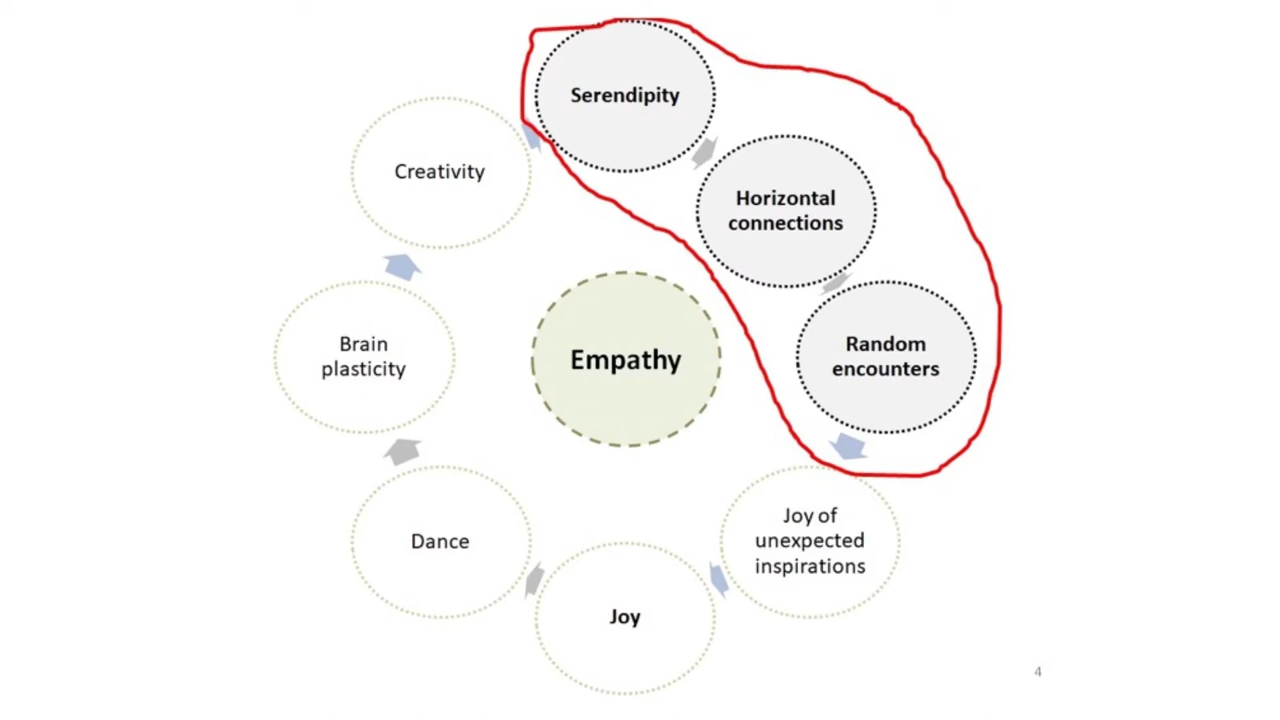 Serendipity
Horizontal
connections
Random
encounters
Joy of
unexpected
inspirations
Joy
Dance
Brain
plasticity
Creativity
Empathy
4